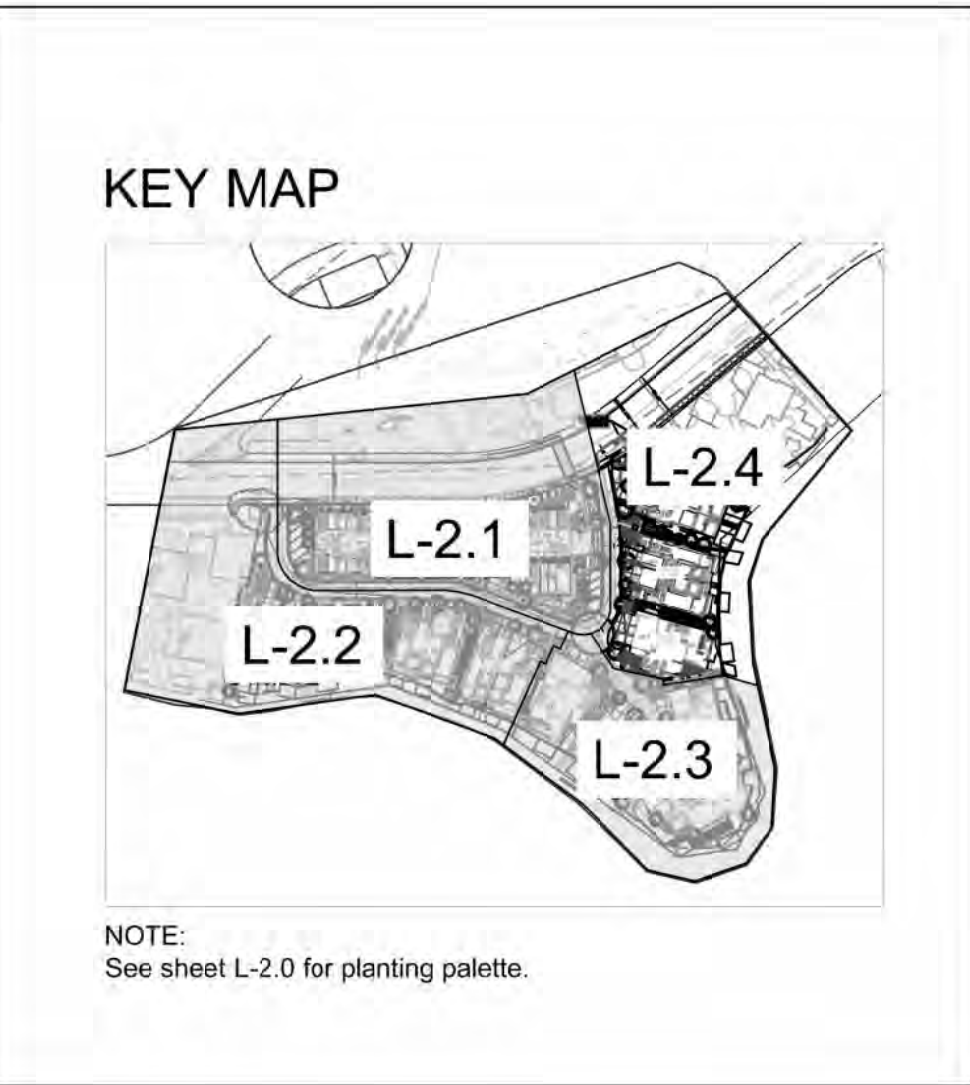 KEY MAP
L-2.4
L-2.1
L-2.2
L-2.3
NOTE:
See sheet L-2.0 for planting palette.